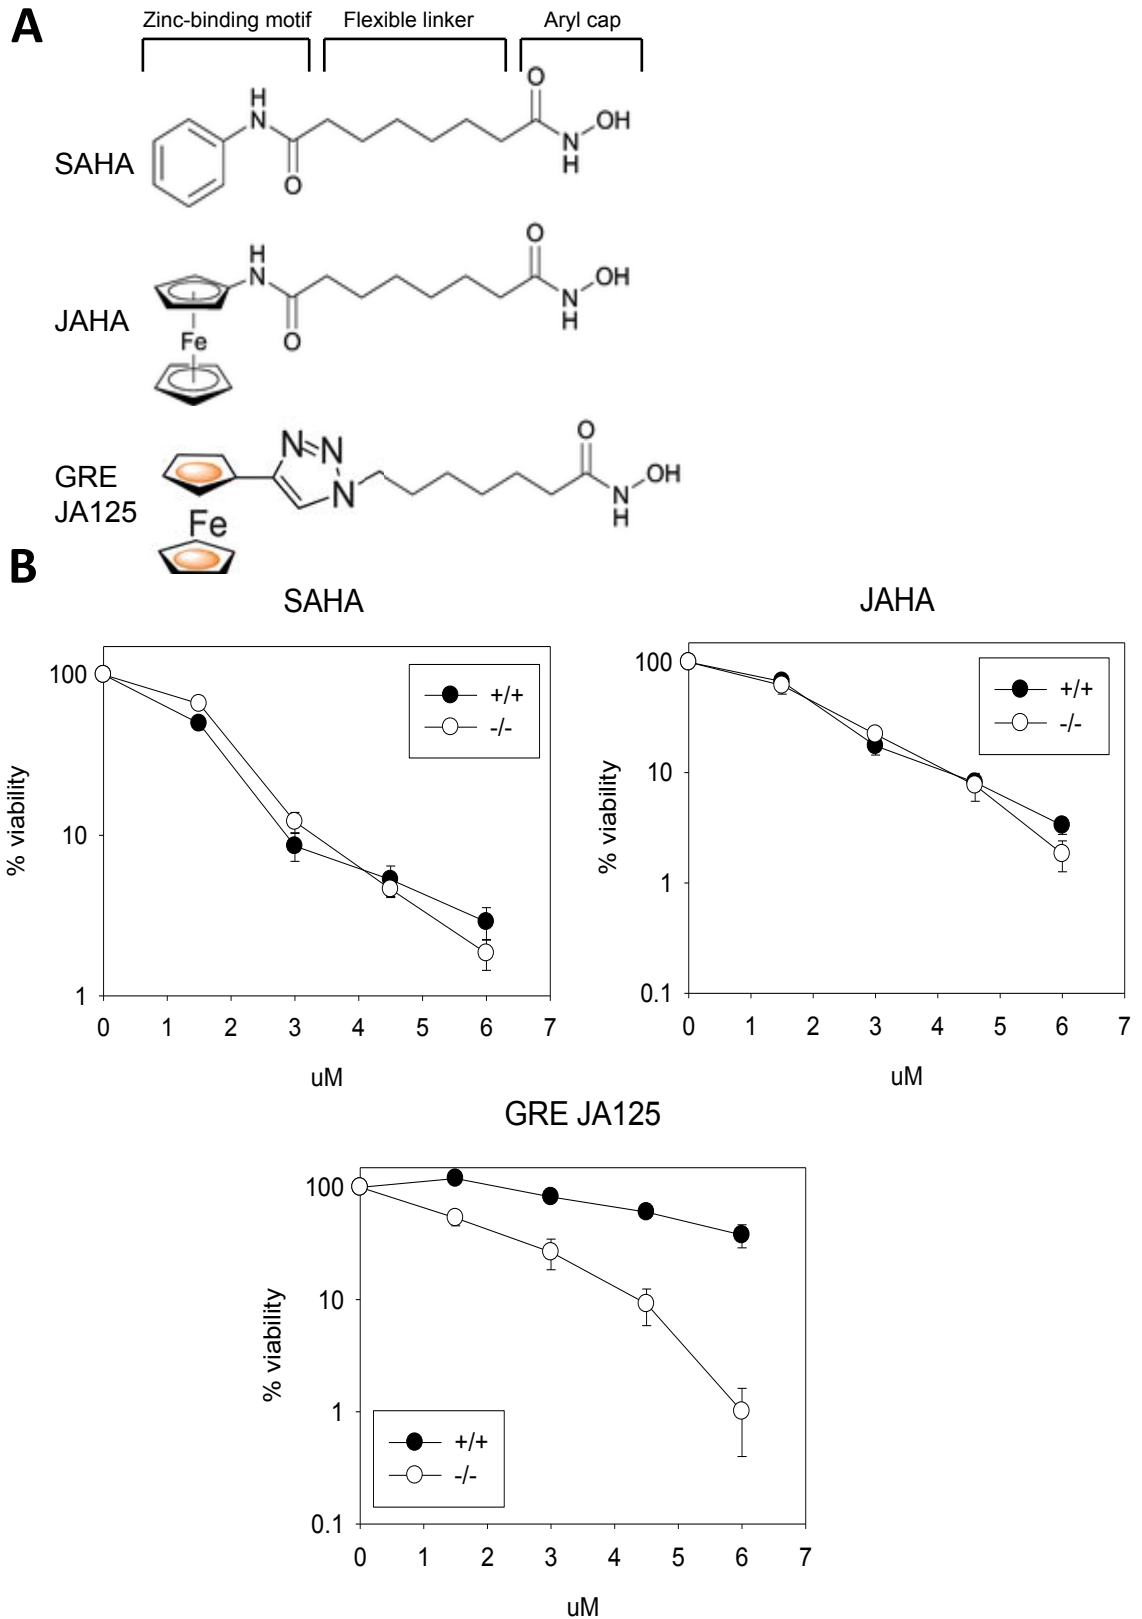 A
Zinc-binding motif Flexible linker Aryl cap
SAHA
H
N
O
O
N
H
OH
JAHA
H
N
O
O
N
H
OH
Fe
GRE
JA125
N=N
N
O
N
H
OH
Fe
B
SAHA
100
10
1
0 1 2 3 4 5 6 7
% viability
uM
+/+
-/-
JAHA
100
10
1
0.1
0 1 2 3 4 5 6 7
% viability
uM
+/+
-/-
GRE JA125
100
10
1
0.1
0 1 2 3 4 5 6 7
% viability
uM
+/+
-/-